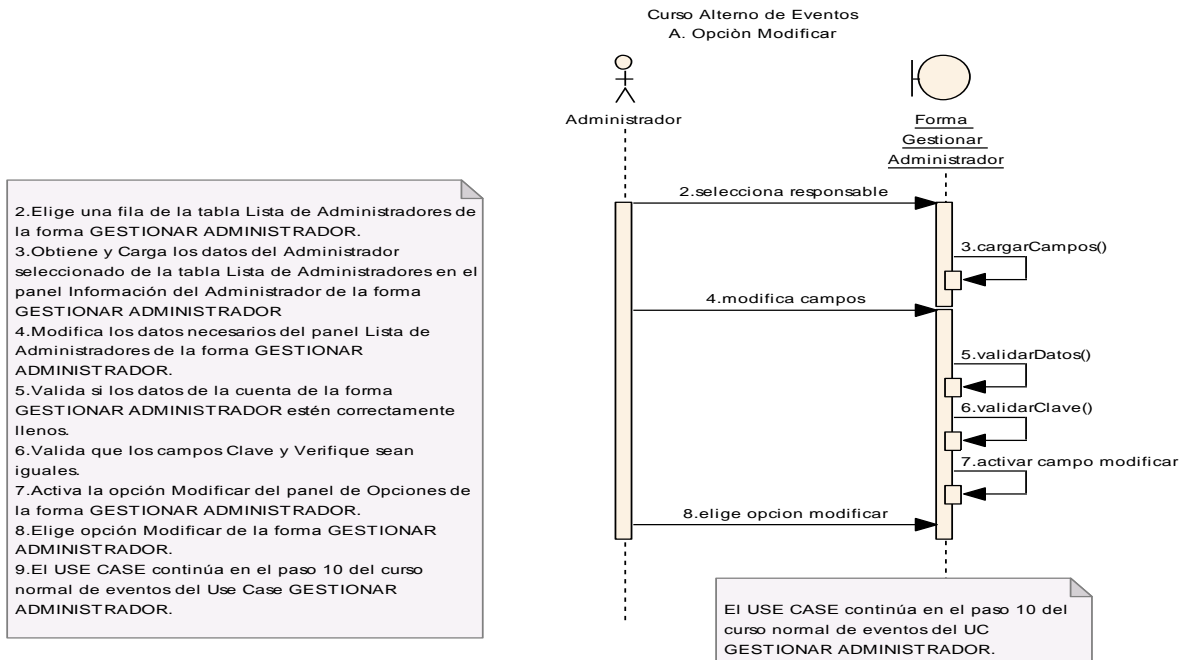 Curso Alterno de Eventos
A. Opciòn Modificar
Administrador
Forma
Gestionar
Administrador
2.Elige una fila de la tabla Lista de Administradores de
la forma GESTIONAR ADMINISTRADOR.
3.Obtiene y Carga los datos del Administrador
seleccionado de la tabla Lista de Administradores en el
panel Información del Administrador de la forma
GESTIONAR ADMINISTRADOR
4.Modifica los datos necesarios del panel Lista de
Administradores de la forma GESTIONAR
ADMINISTRADOR.
5.Valida si los datos de la cuenta de la forma
GESTIONAR ADMINISTRADOR estén correctamente
llenos.
6.Valida que los campos Clave y Verifique sean
iguales.
7.Activa la opción Modificar del panel de Opciones de
la forma GESTIONAR ADMINISTRADOR.
8.Elige opción Modificar de la forma GESTIONAR
ADMINISTRADOR.
9.El USE CASE continúa en el paso 10 del curso
normal de eventos del Use Case GESTIONAR
ADMINISTRADOR.
2.selecciona responsable
3.cargarCampos()
4.modifica campos
5.validarDatos()
6.validarClave()
7.activar campo modificar
8.elige opcion modificar
El USE CASE continúa en el paso 10 del
curso normal de eventos del UC
GESTIONAR ADMINISTRADOR.